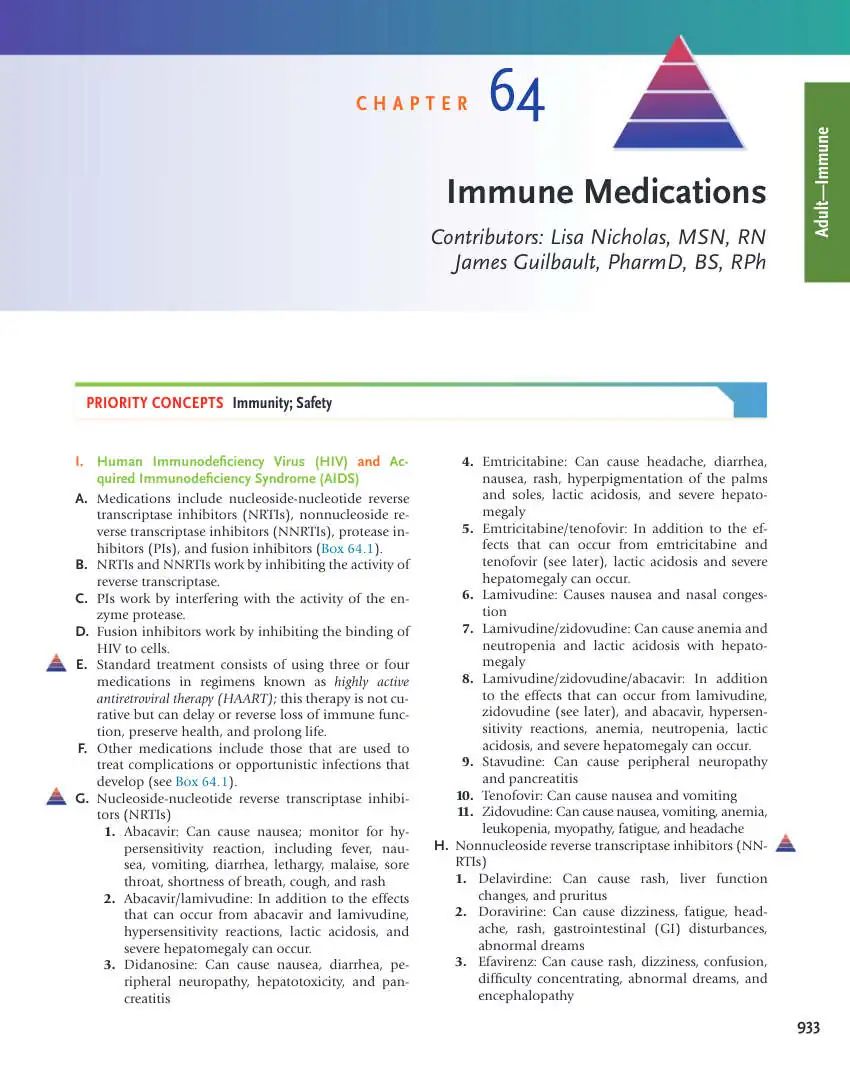 CHAPTER 64
Adult—Immune
Immune Medications
Contributors: Lisa Nicholas, MSN, RN
James Guilbault, PharmD, BS, RPh
PRIORITY CONCEPTS Immunity; Safety
I. Human Immunodeficiency Virus (HIV) and Ac-
quired Immunodeficiency Syndrome (AIDS)
A. Medications include nucleoside-nucleotide reverse
transcriptase inhibitors (NRTIs), nonnucleoside re-
verse transcriptase inhibitors (NNRTIs), protease in-
hibitors (PIs), and fusion inhibitors (Box 64.1).
B. NRTIs and NNRTIs work by inhibiting the activity of
reverse transcriptase.
C. PIs work by interfering with the activity of the en-
zyme protease.
D. Fusion inhibitors work by inhibiting the binding of
HIV to cells.
E. Standard treatment consists of using three or four
medications in regimens known as highly active
antiretroviral therapy (HAART); this therapy is not cu-
rative but can delay or reverse loss of immune func-
tion, preserve health, and prolong life.
F. Other medications include those that are used to
treat complications or opportunistic infections that
develop (see Box 64.1).
G. Nucleoside-nucleotide reverse transcriptase inhibi-
tors (NRTIs)
1. Abacavir: Can cause nausea; monitor for hy-
persensitivity reaction, including fever, nau-
sea, vomiting, diarrhea, lethargy, malaise, sore
throat, shortness of breath, cough, and rash
2. Abacavir/lamivudine: In addition to the effects
that can occur from abacavir and lamivudine,
hypersensitivity reactions, lactic acidosis, and
severe hepatomegaly can occur.
3. Didanosine: Can cause nausea, diarrhea, pe-
ripheral neuropathy, hepatotoxicity, and pan-
creatitis
4. Emtricitabine: Can cause headache, diarrhea,
nausea, rash, hyperpigmentation of the palms
and soles, lactic acidosis, and severe hepato-
megaly
5. Emtricitabine/tenofovir: In addition to the ef-
fects that can occur from emtricitabine and
tenofovir (see later), lactic acidosis and severe
hepatomegaly can occur.
6. Lamivudine: Causes nausea and nasal conges-
tion
7. Lamivudine/zidovudine: Can cause anemia and
neutropenia and lactic acidosis with hepato-
megaly
8. Lamivudine/zidovudine/abacavir: In addition
to the effects that can occur from lamivudine,
zidovudine (see later), and abacavir, hypersen-
sitivity reactions, anemia, neutropenia, lactic
acidosis, and severe hepatomegaly can occur.
9. Stavudine: Can cause peripheral neuropathy
and pancreatitis
10. Tenofovir: Can cause nausea and vomiting
11. Zidovudine: Can cause nausea, vomiting, anemia,
leukopenia, myopathy, fatigue, and headache
H. Nonnucleoside reverse transcriptase inhibitors (NN-
RTIs)
1. Delavirdine: Can cause rash, liver function
changes, and pruritus
2. Doravirine: Can cause dizziness, fatigue, head-
ache, rash, gastrointestinal (GI) disturbances,
abnormal dreams
3. Efavirenz: Can cause rash, dizziness, confusion,
difficulty concentrating, abnormal dreams, and
encephalopathy
933